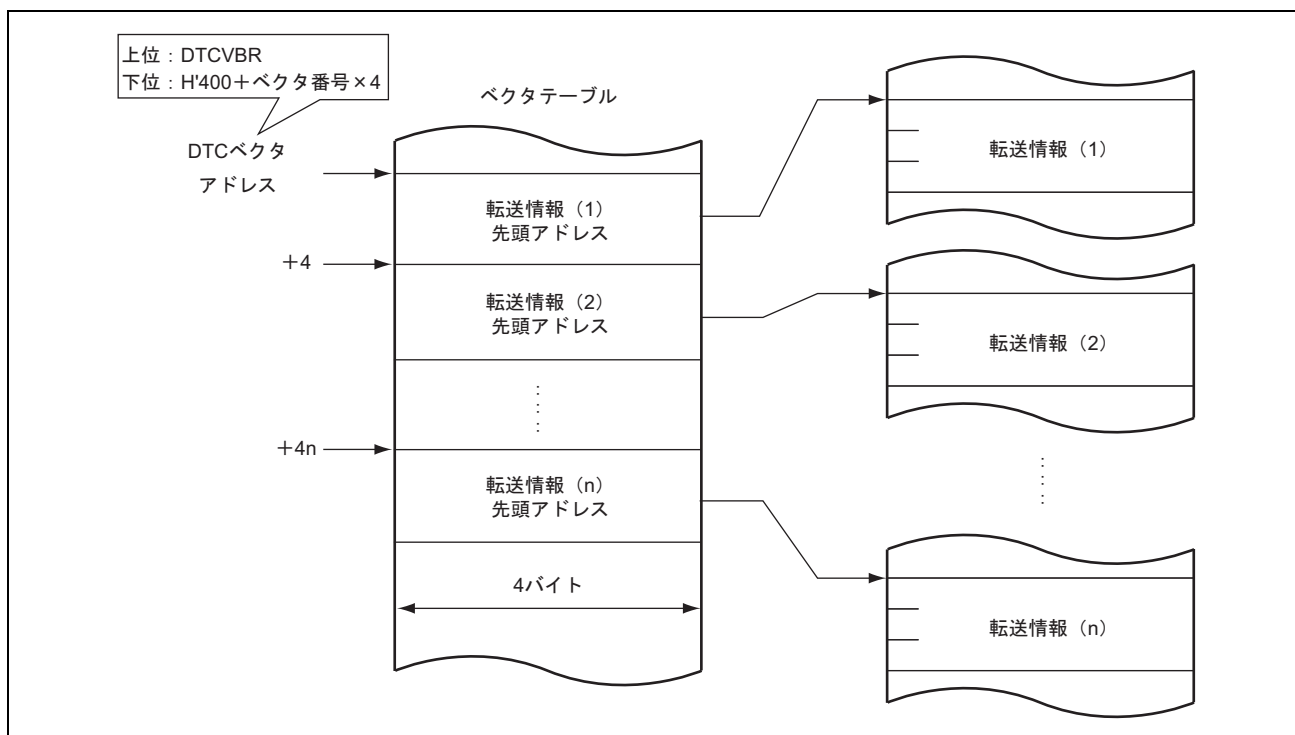 上位：DTCVBR
下位：H'400＋ベクタ番号×4
DTCベクタ
アドレス
ベクタテーブル
転送情報（1）
先頭アドレス
＋4
転送情報（2）
先頭アドレス
＋4n
転送情報（n）
先頭アドレス
4バイト
転送情報（1）
転送情報（2）
転送情報（n）